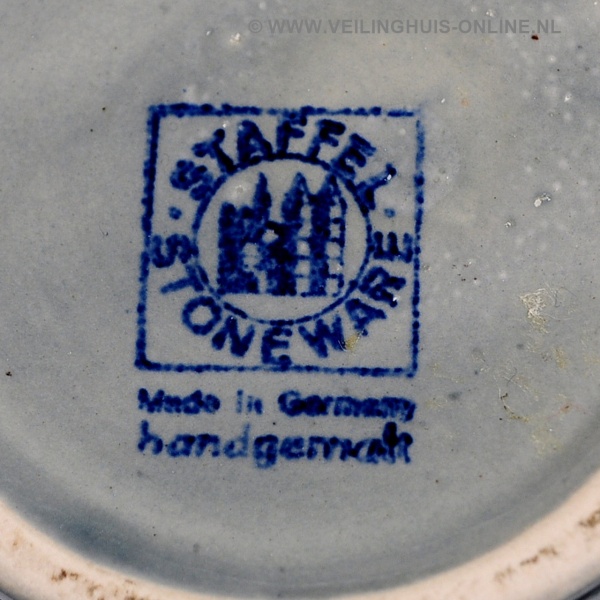 © WWW.VEILINGHUIS-ONLINE.NL
· STAFFEL ·
STONEWARE
Made in Germany
handgemalt